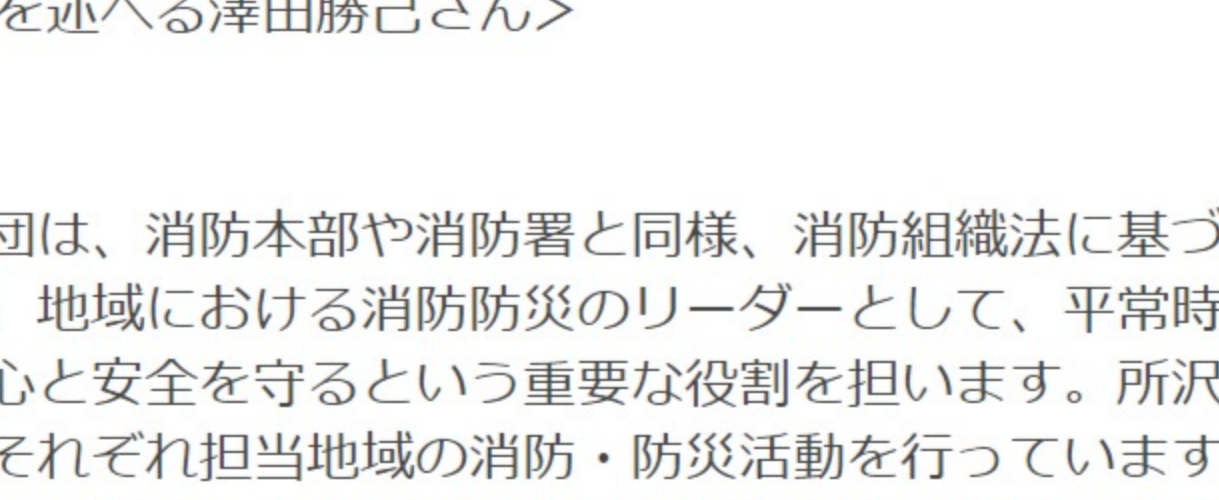 を述べる澤田勝己さん＞
団は、消防本部や消防署と同様、消防組織法に基づ
地域における消防防災のリーダーとして、平常時
心と安全を守るという重要な役割を担います。所沢
それぞれ担当地域の消防・防災活動を行っています